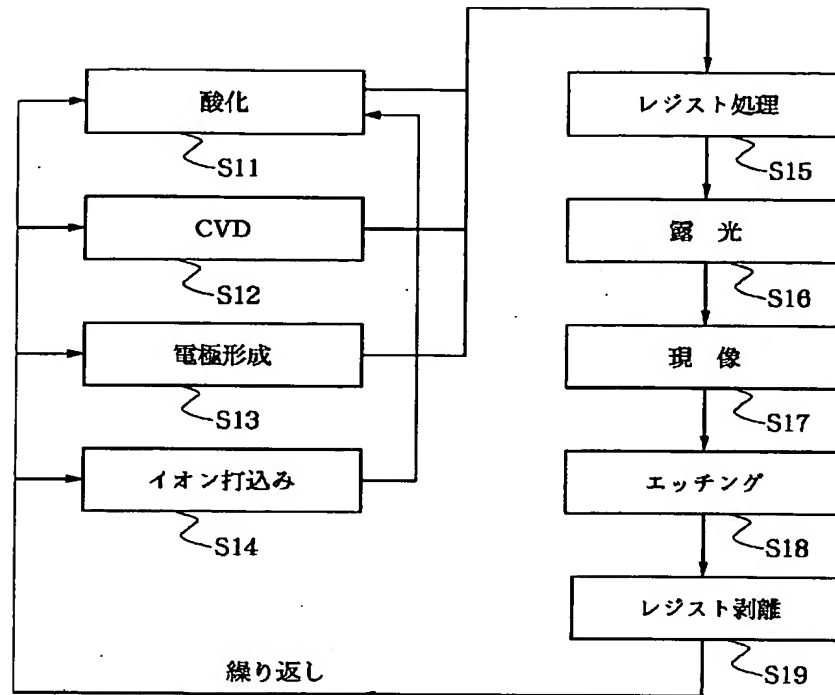 酸化
S11
CVD
S12
電極形成
S13
イオン打込み
S14
レジスト処理
S15
露 光
S16
現 像
S17
エッチング
S18
レジスト剥離
S19
繰り返し